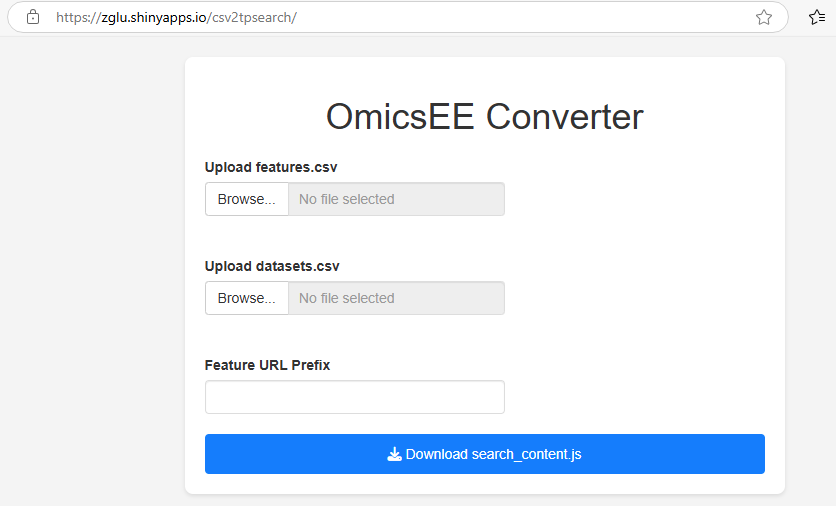 https://zglu.shinyapps.io/csv2tpsearch/
OmicsEE Converter
Upload features.csv
Browse... No file selected
Upload datasets.csv
Browse... No file selected
Feature URL Prefix
Download search_content.js